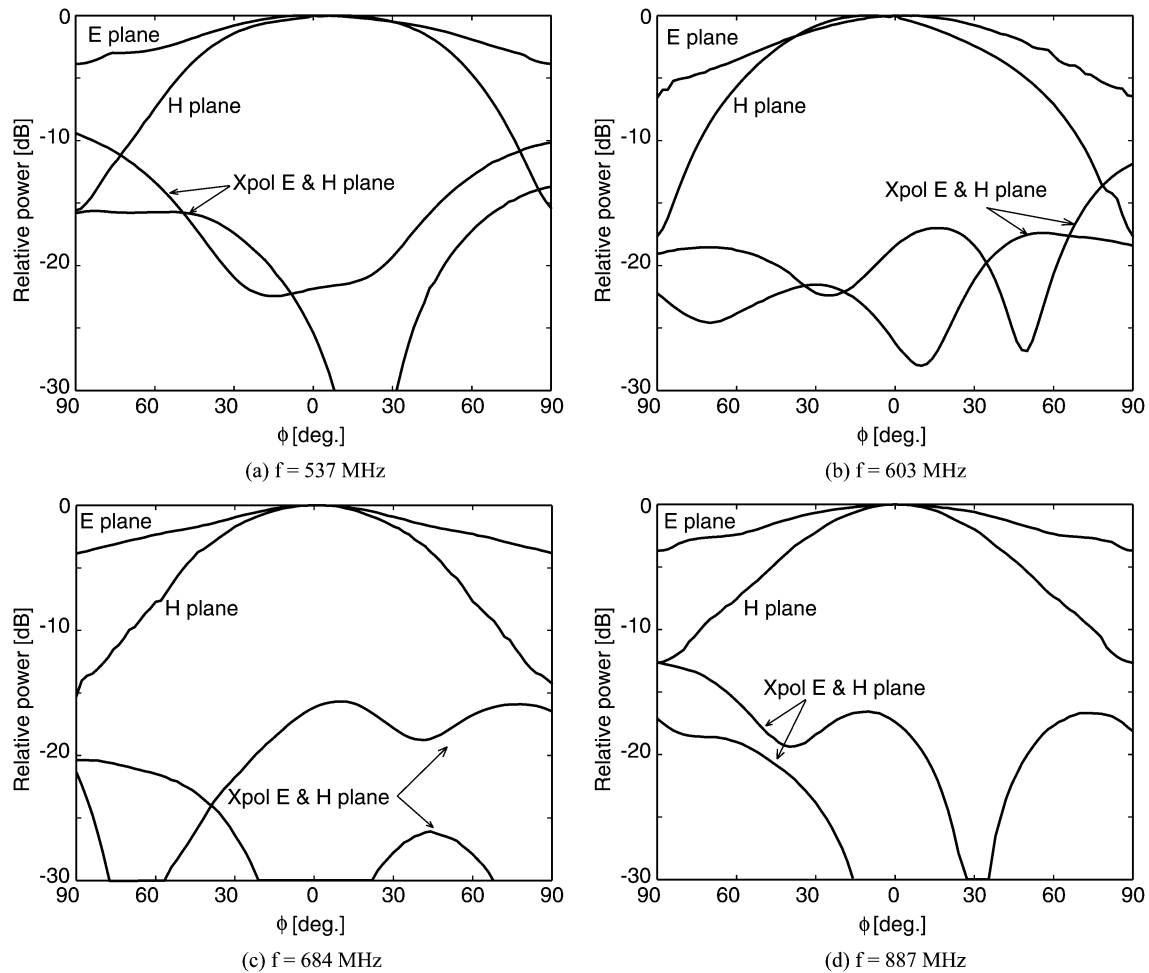 0
-10
-20
-30
Relative power [dB]
E plane
H plane
Xpol E & H plane
90 60 30 0 30 60 90
ϕ [deg.]
(a) f = 537 MHz
0
-10
-20
-30
Relative power [dB]
E plane
H plane
Xpol E & H plane
90 60 30 0 30 60 90
ϕ [deg.]
(b) f = 603 MHz
0
-10
-20
-30
Relative power [dB]
E plane
H plane
Xpol E & H plane
90 60 30 0 30 60 90
ϕ [deg.]
(c) f = 684 MHz
0
-10
-20
-30
Relative power [dB]
E plane
H plane
Xpol E & H plane
90 60 30 0 30 60 90
ϕ [deg.]
(d) f = 887 MHz